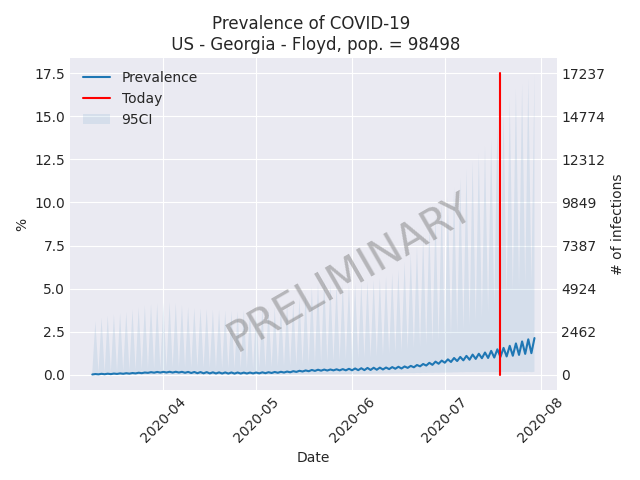 Prevalence of COVID-19
US - Georgia - Floyd, pop. = 98498
Prevalence
Today
95CI
PRELIMINARY
%
17.5
15.0
12.5
10.0
7.5
5.0
2.5
0.0
17237
14774
12312
9849
7387
4924
2462
0
# of infections
2020-04
2020-05
2020-06
2020-07
2020-08
Date